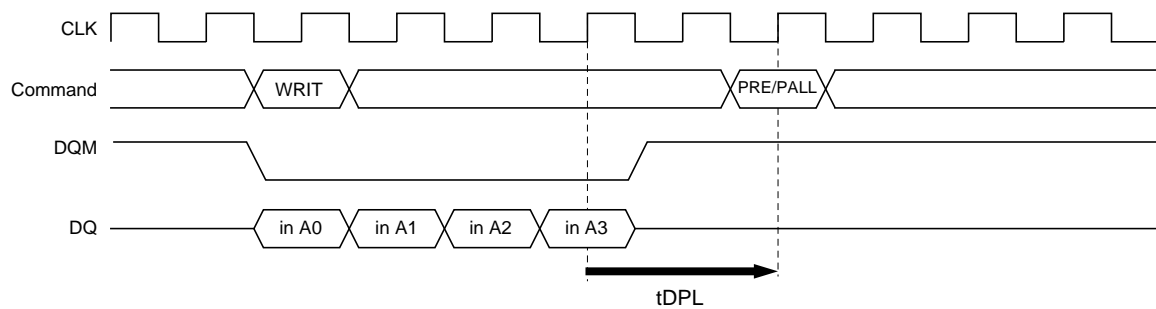 CLK
Command
WRIT
PRE/PALL
DQM
DQ
in A0
in A1
in A2
in A3
tDPL